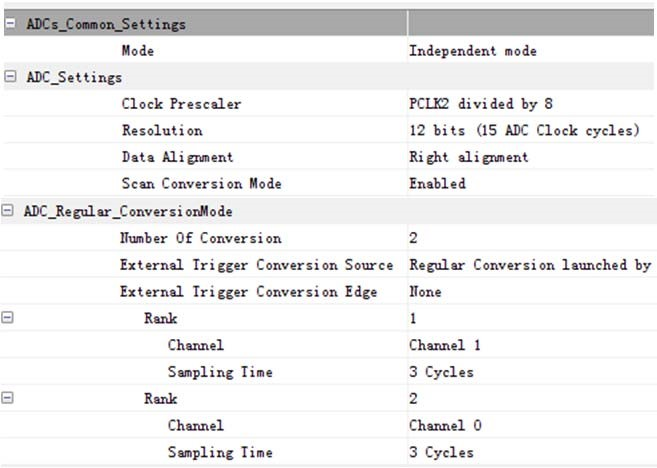 ADCs_Common_Settings
Mode Independent mode
ADC_Settings
Clock Prescaler PCLK2 divided by 8
Resolution 12 bits (15 ADC Clock cycles)
Data Alignment Right alignment
Scan Conversion Mode Enabled
ADC_Regular_ConversionMode
Number Of Conversion 2
External Trigger Conversion Source Regular Conversion launched by
External Trigger Conversion Edge None
Rank 1
Channel Channel 1
Sampling Time 3 Cycles
Rank 2
Channel Channel 0
Sampling Time 3 Cycles